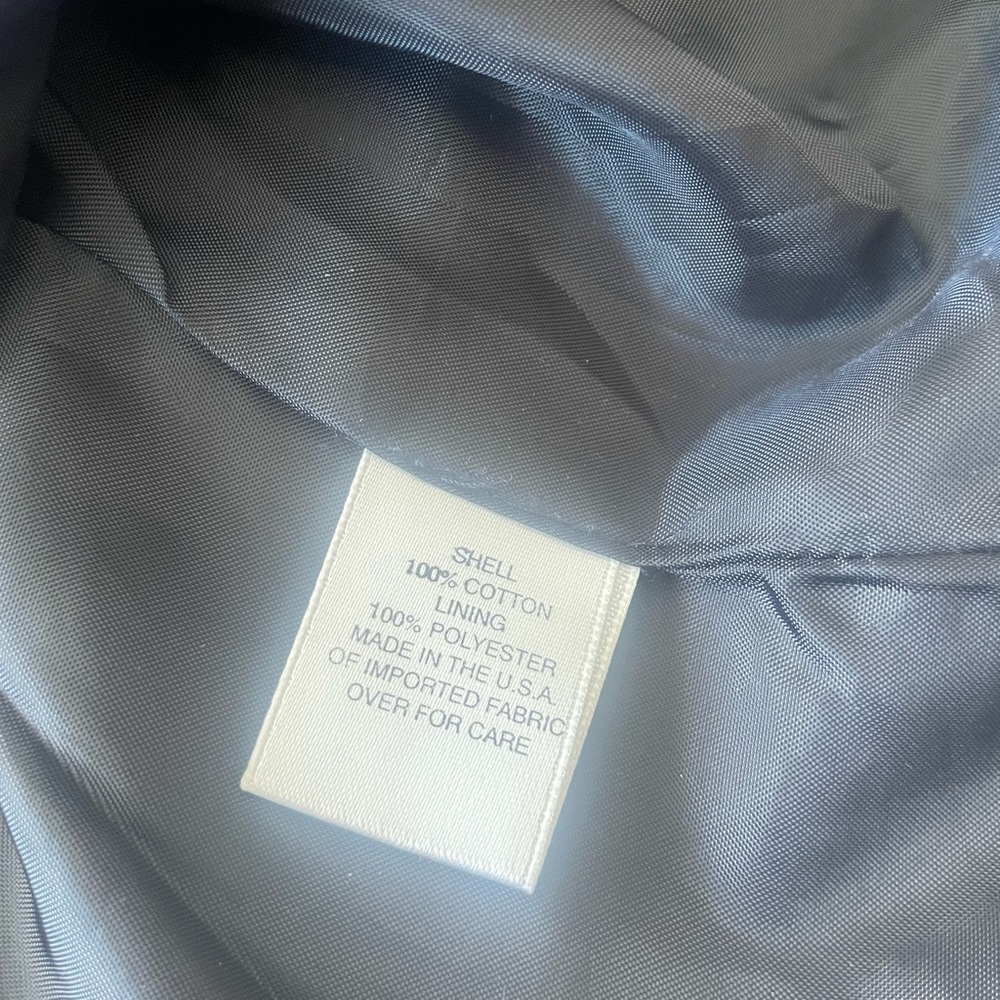 SHELL
100% COTTON
LINING
100% POLYESTER
MADE IN THE U.S.A.
OF IMPORTED FABRIC
OVER FOR CARE